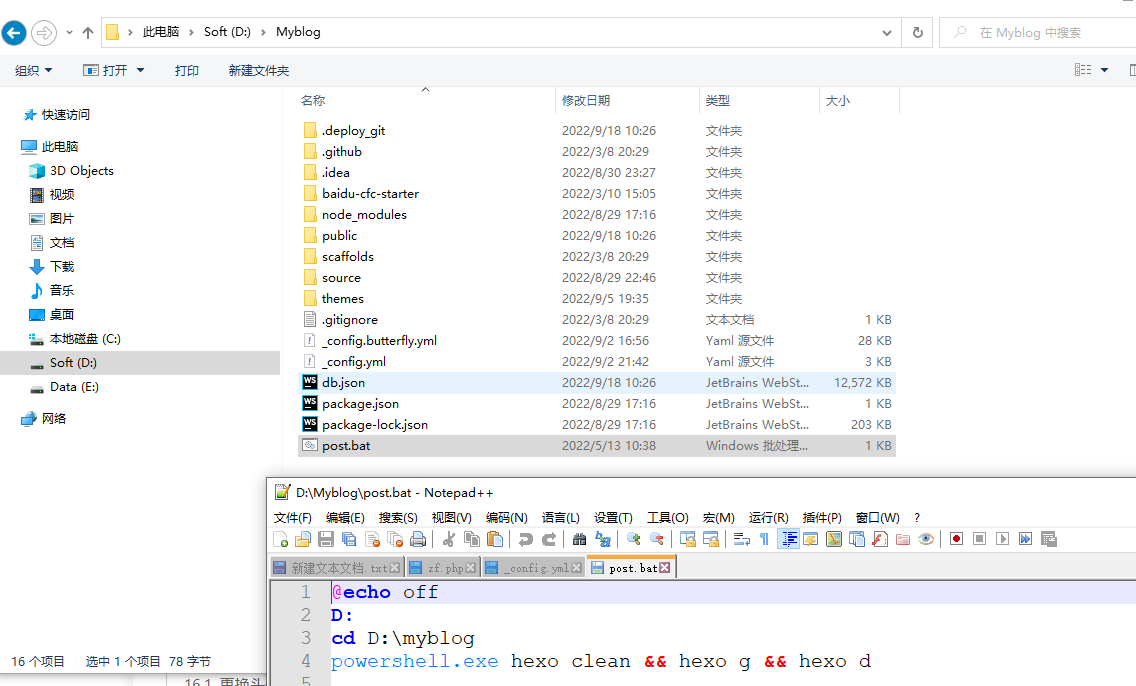 此电脑 Soft (D:) Myblog 在 Myblog 中搜索
组织 打开 打印 新建文件夹
名称 修改日期 类型 大小
快速访问
此电脑
3D Objects
视频
图片
文档
下载
音乐
桌面
本地磁盘 (C:)
Soft (D:)
Data (E:)
网络
.deploy_git 2022/9/18 10:26 文件夹
.github 2022/3/8 20:29 文件夹
.idea 2022/8/30 23:27 文件夹
baidu-cfc-starter 2022/3/10 15:05 文件夹
node_modules 2022/8/29 17:16 文件夹
public 2022/9/18 10:26 文件夹
scaffolds 2022/3/8 20:29 文件夹
source 2022/8/29 22:46 文件夹
themes 2022/9/5 19:35 文件夹
.gitignore 2022/3/8 20:29 文本文档 1 KB
_config.butterfly.yml 2022/9/2 16:56 Yaml 源文件 28 KB
_config.yml 2022/9/2 21:42 Yaml 源文件 3 KB
db.json 2022/9/18 10:26 JetBrains WebSt... 12,572 KB
package.json 2022/8/29 17:16 JetBrains WebSt... 1 KB
package-lock.json 2022/8/29 17:16 JetBrains WebSt... 203 KB
post.bat 2022/5/13 10:38 Windows 批处理... 1 KB
16 个项目 选中 1 个项目 78 字节
D:\Myblog\post.bat - Notepad++
文件(F) 编辑(E) 搜索(S) 视图(V) 编码(N) 语言(L) 设置(T) 工具(O) 宏(M) 运行(R) 插件(P) 窗口(W) ?
新建文本文档.txt zf.php _config.yml post.bat
1 @echo off
2 D:
3 cd D:\myblog
4 powershell.exe hexo clean && hexo g && hexo d
5